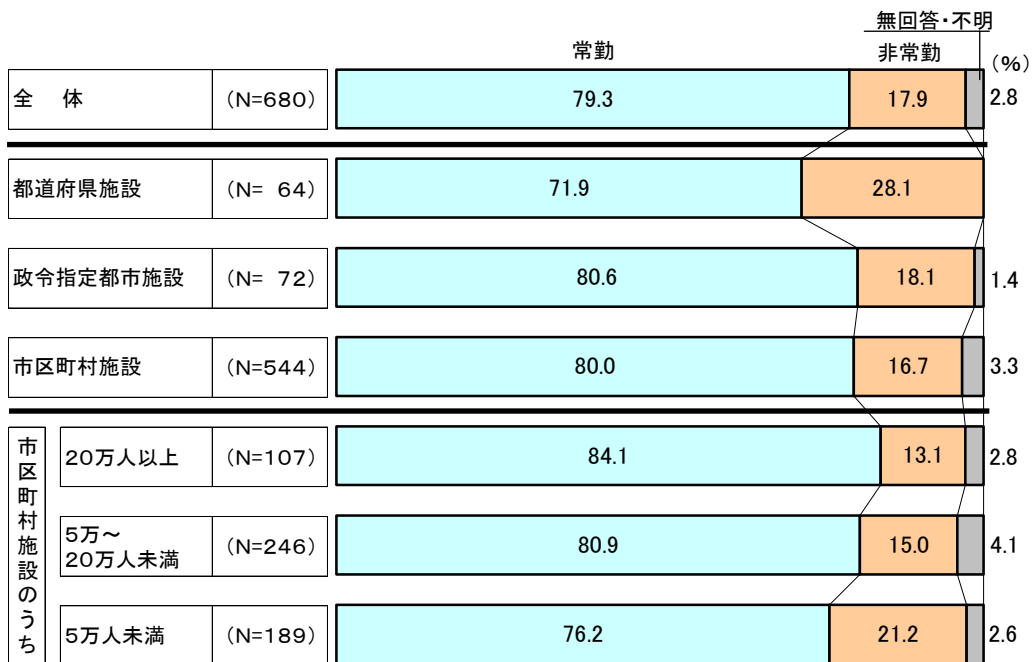 無回答・不明
常勤 非常勤 (%)
全 体 (N=680) 79.3 17.9 2.8
都道府県施設 (N= 64) 71.9 28.1
政令指定都市施設 (N= 72) 80.6 18.1 1.4
市区町村施設 (N=544) 80.0 16.7 3.3
市区町村施設のうち
20万人以上 (N=107) 84.1 13.1 2.8
5万～
20万人未満 (N=246) 80.9 15.0 4.1
5万人未満 (N=189) 76.2 21.2 2.6